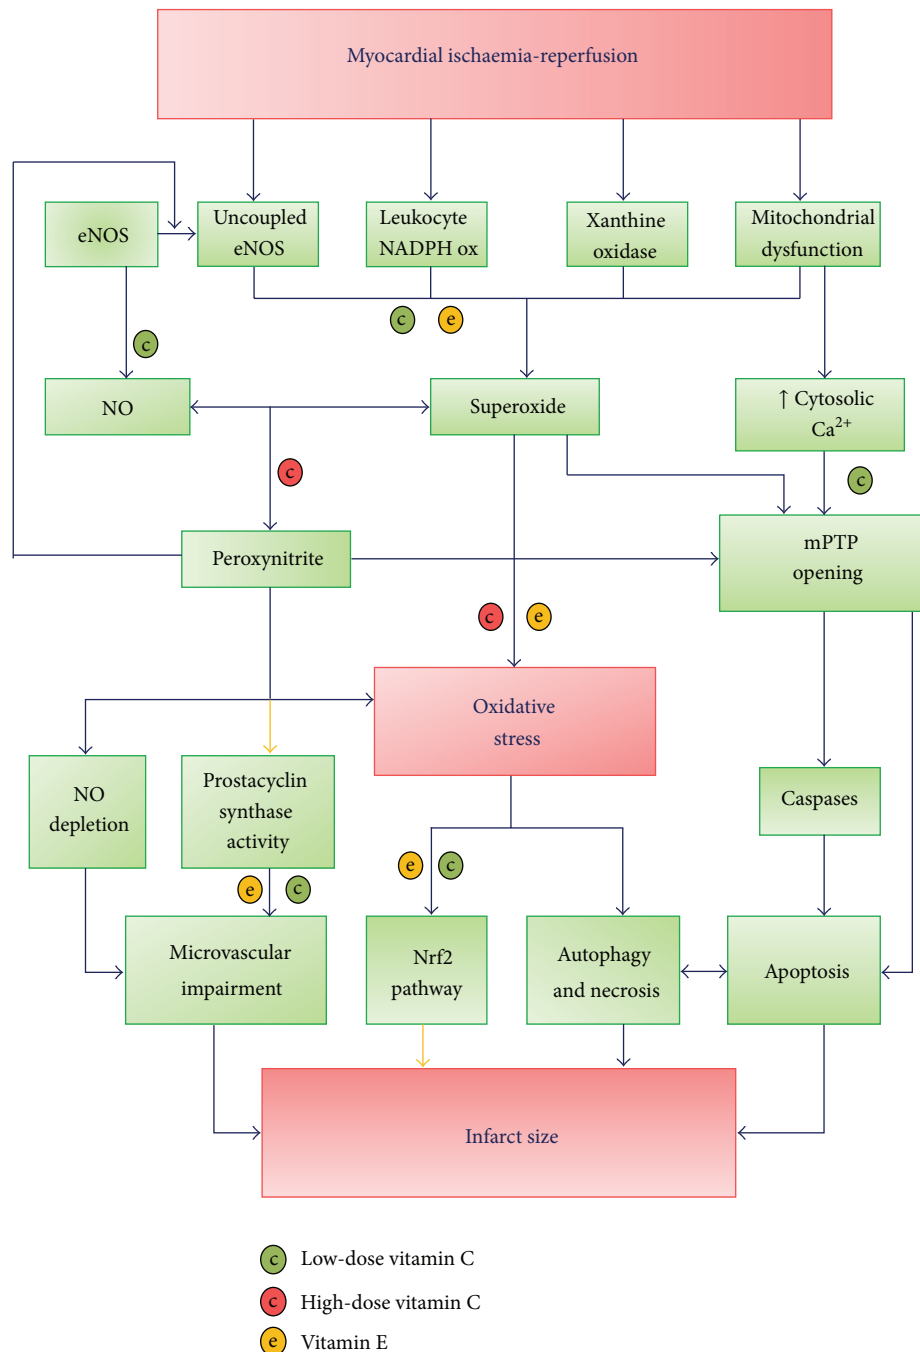 Myocardial ischaemia-reperfusion
eNOS
Uncoupled
eNOS
Leukocyte
NADPH ox
Xanthine
oxidase
Mitochondrial
dysfunction
c
e
c
NO
Superoxide
↑ Cytosolic
Ca²⁺
c
c
Peroxynitrite
mPTP
opening
c
e
Oxidative
stress
NO
depletion
Prostacyclin
synthase
activity
Caspases
e
c
e
c
Microvascular
impairment
Nrf2
pathway
Autophagy
and necrosis
Apoptosis
Infarct size
c Low-dose vitamin C
c High-dose vitamin C
e Vitamin E